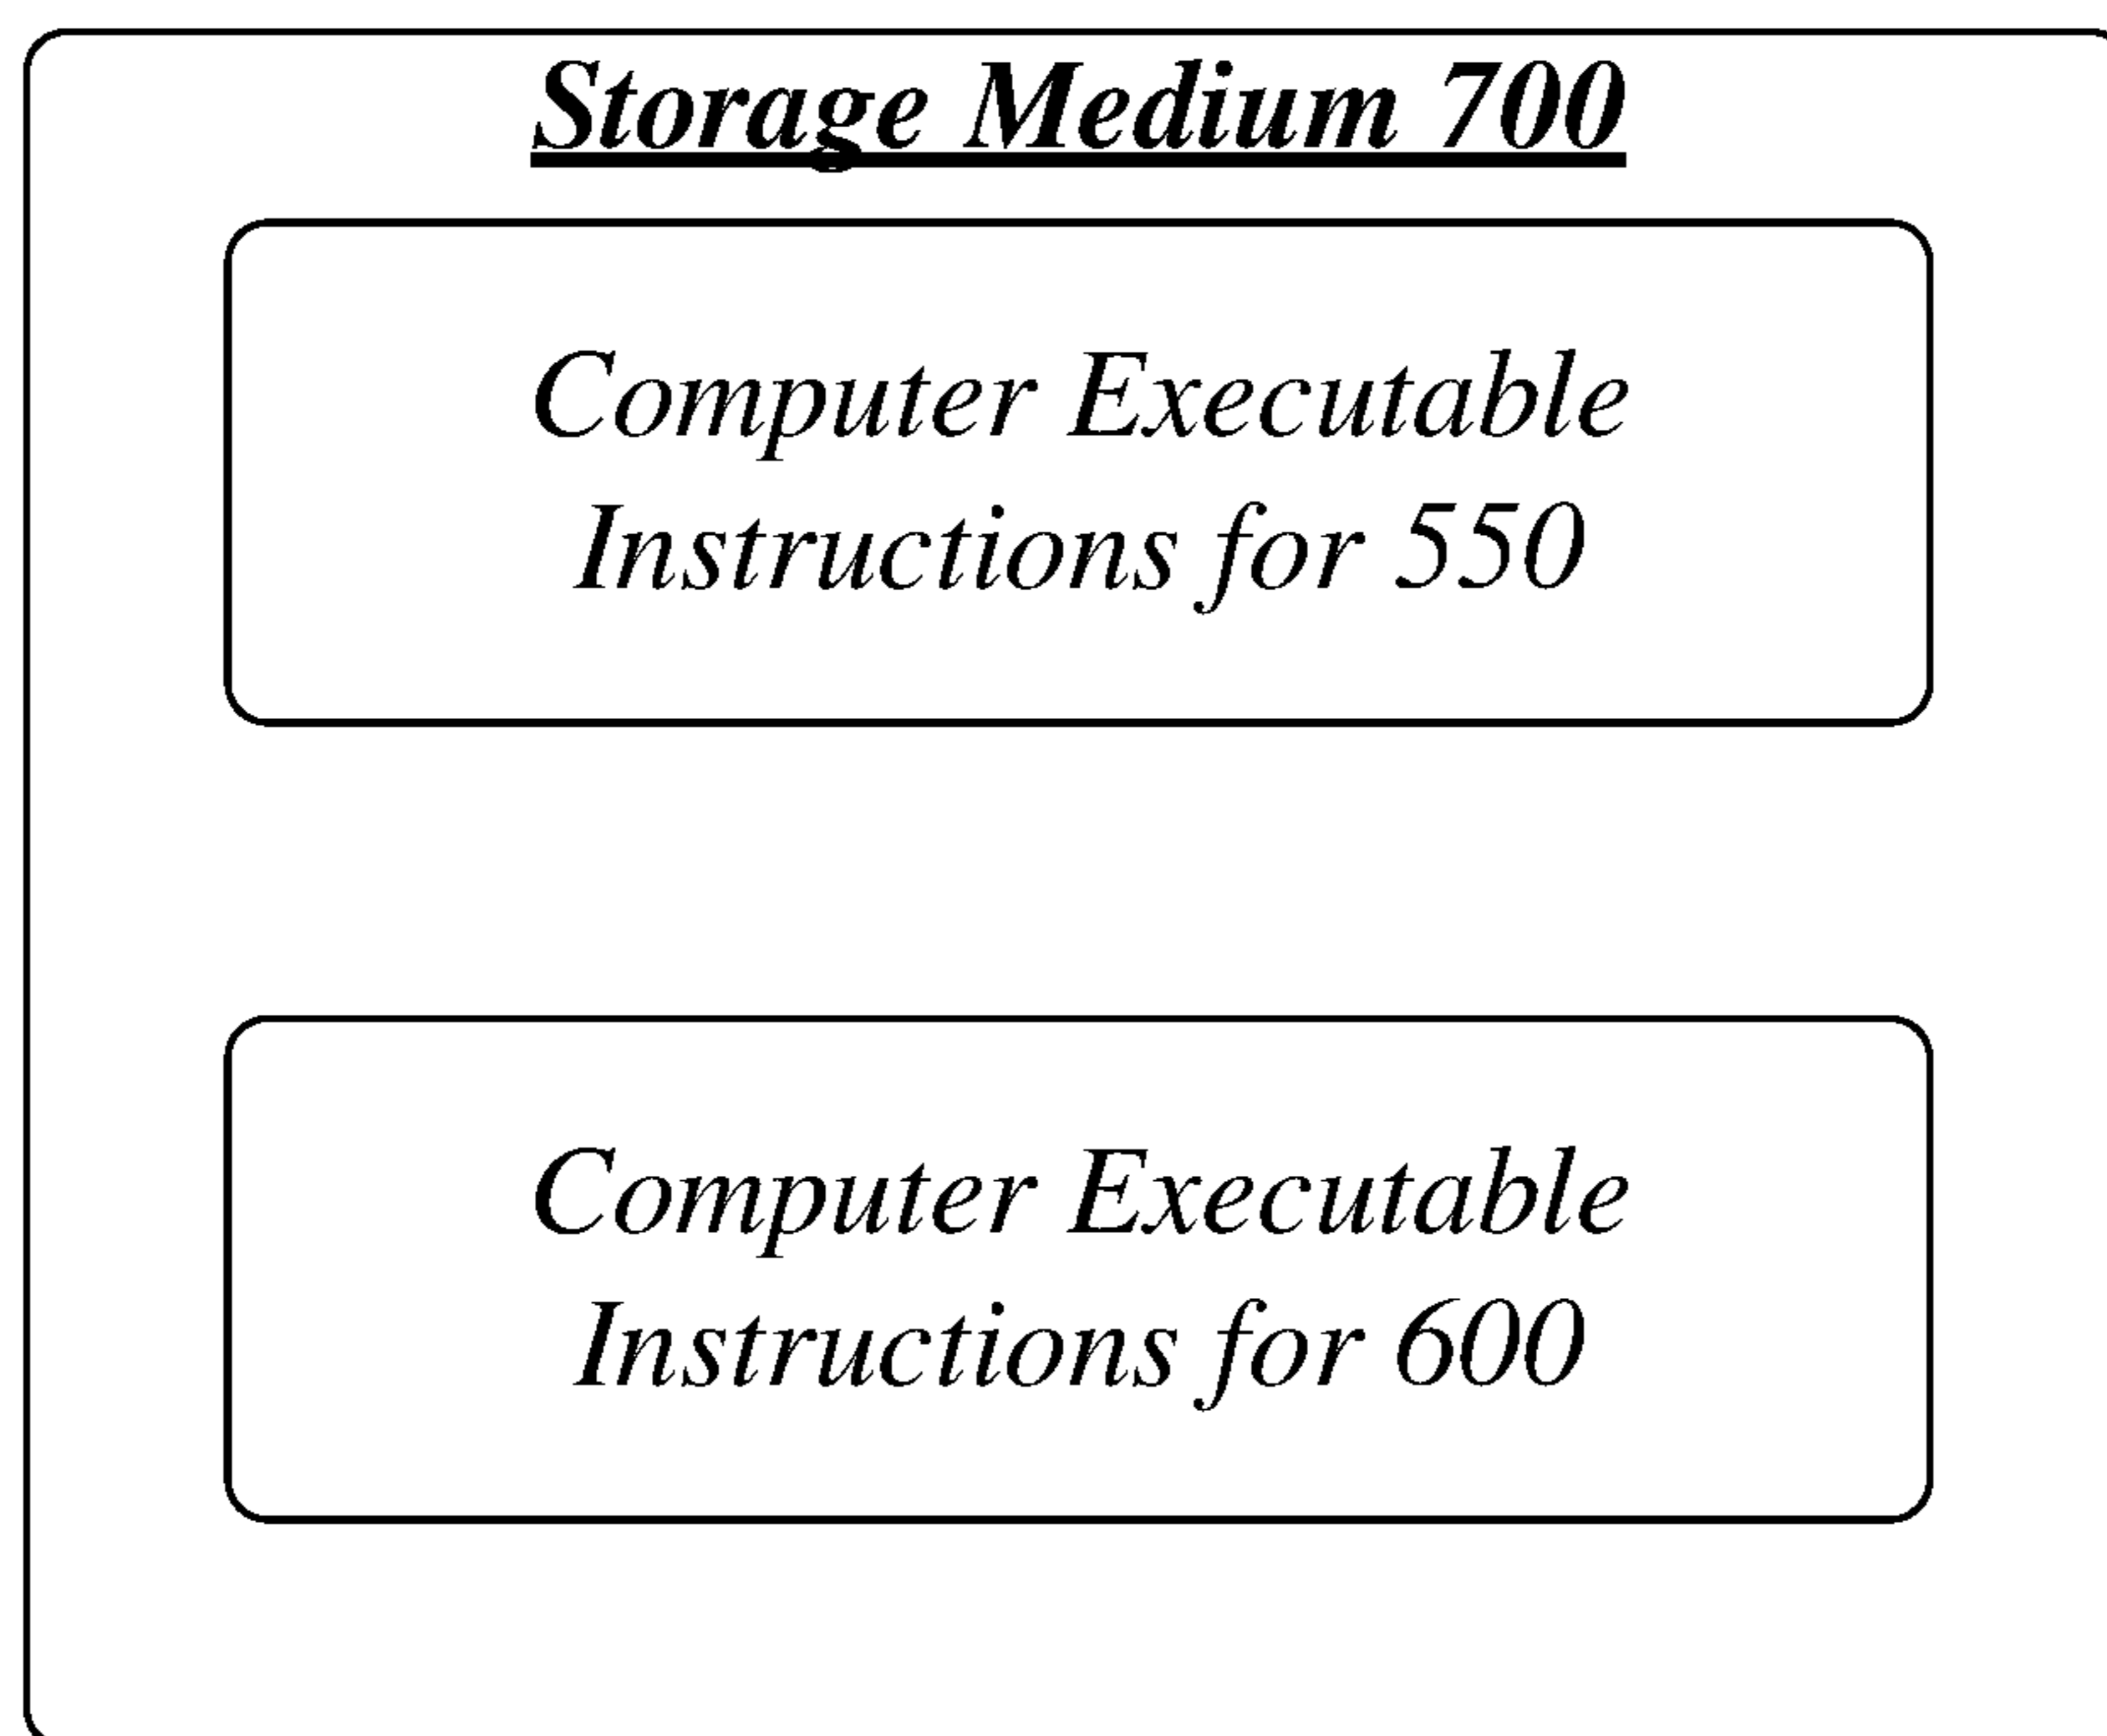 Storage Medium 700
Computer Executable
Instructions for 550
Computer Executable
Instructions for 600